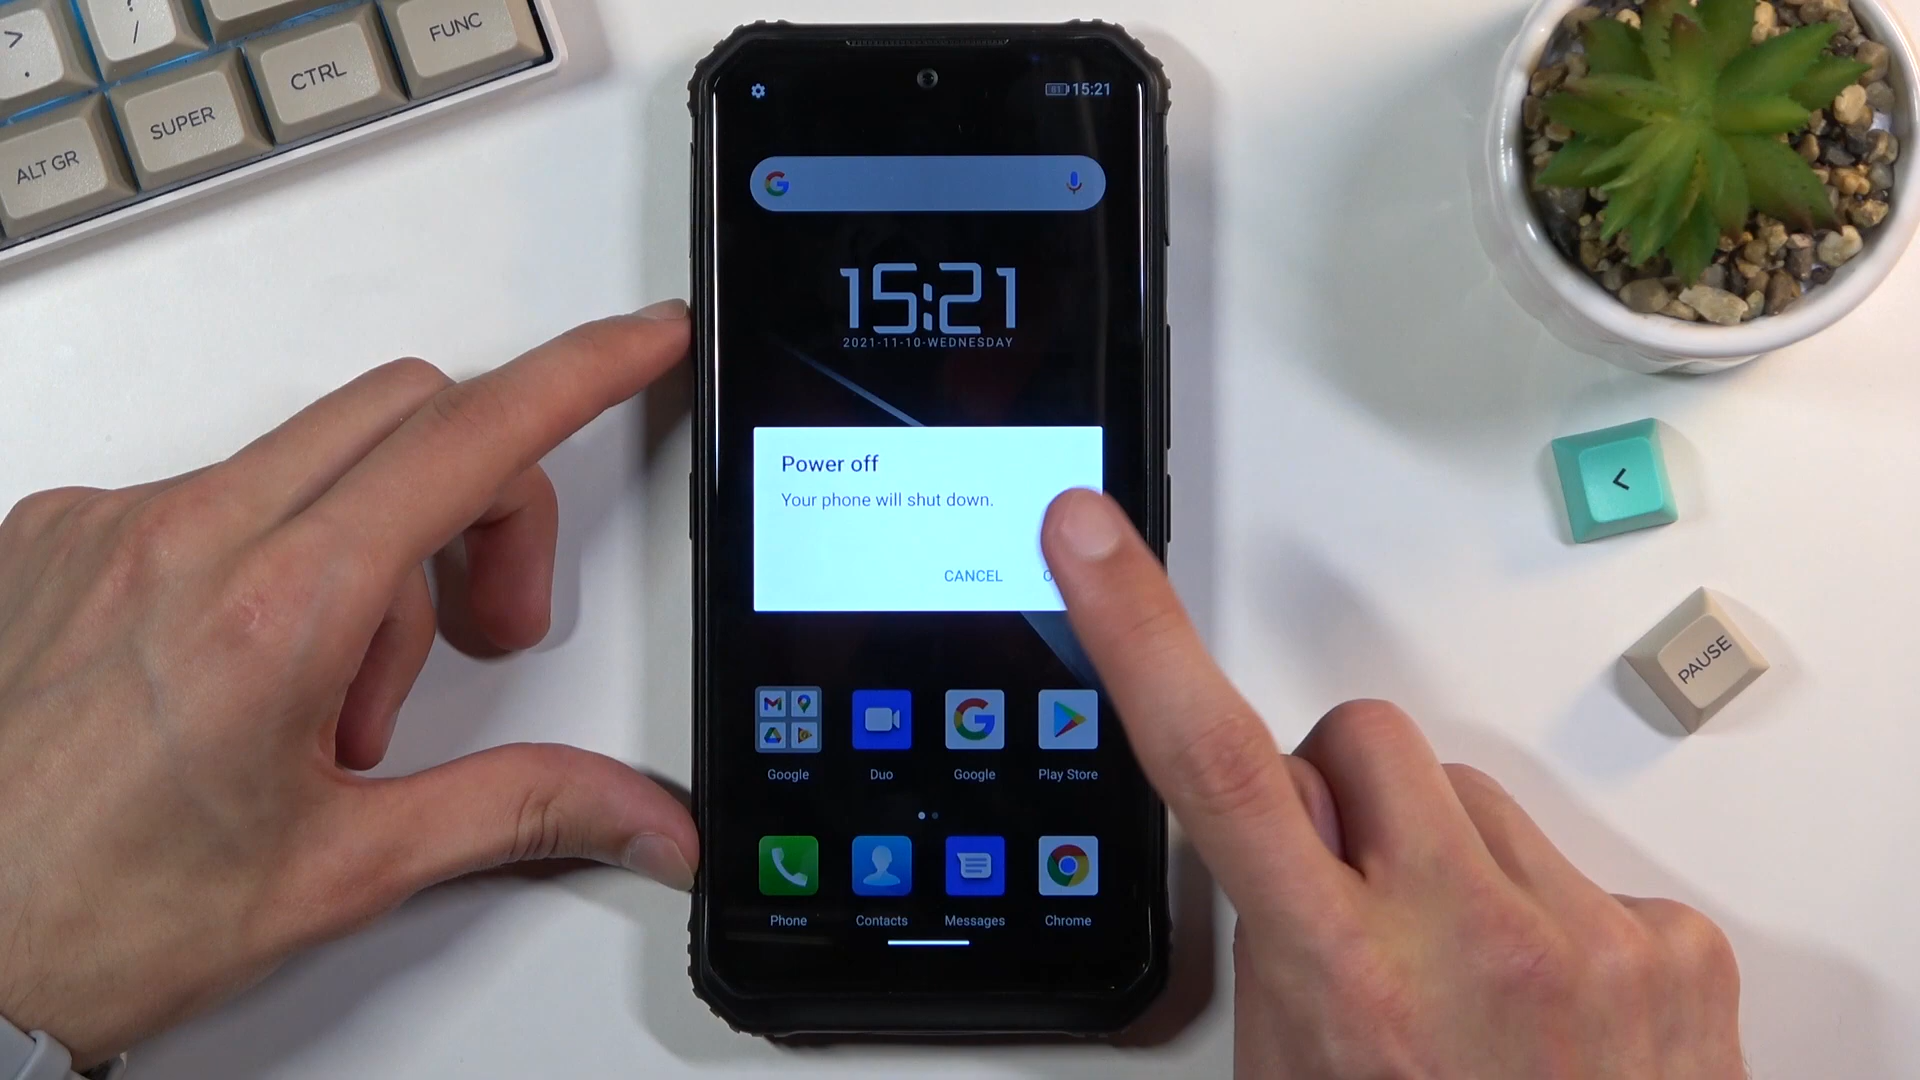 >
.
?
/
FUNC
CTRL
SUPER
ALT GR
15:21
15:21
2021-11-10-WEDNESDAY
Power off
Your phone will shut down.
CANCEL
Google
Duo
Google
Play Store
Phone
Contacts
Messages
Chrome
<
PAUSE